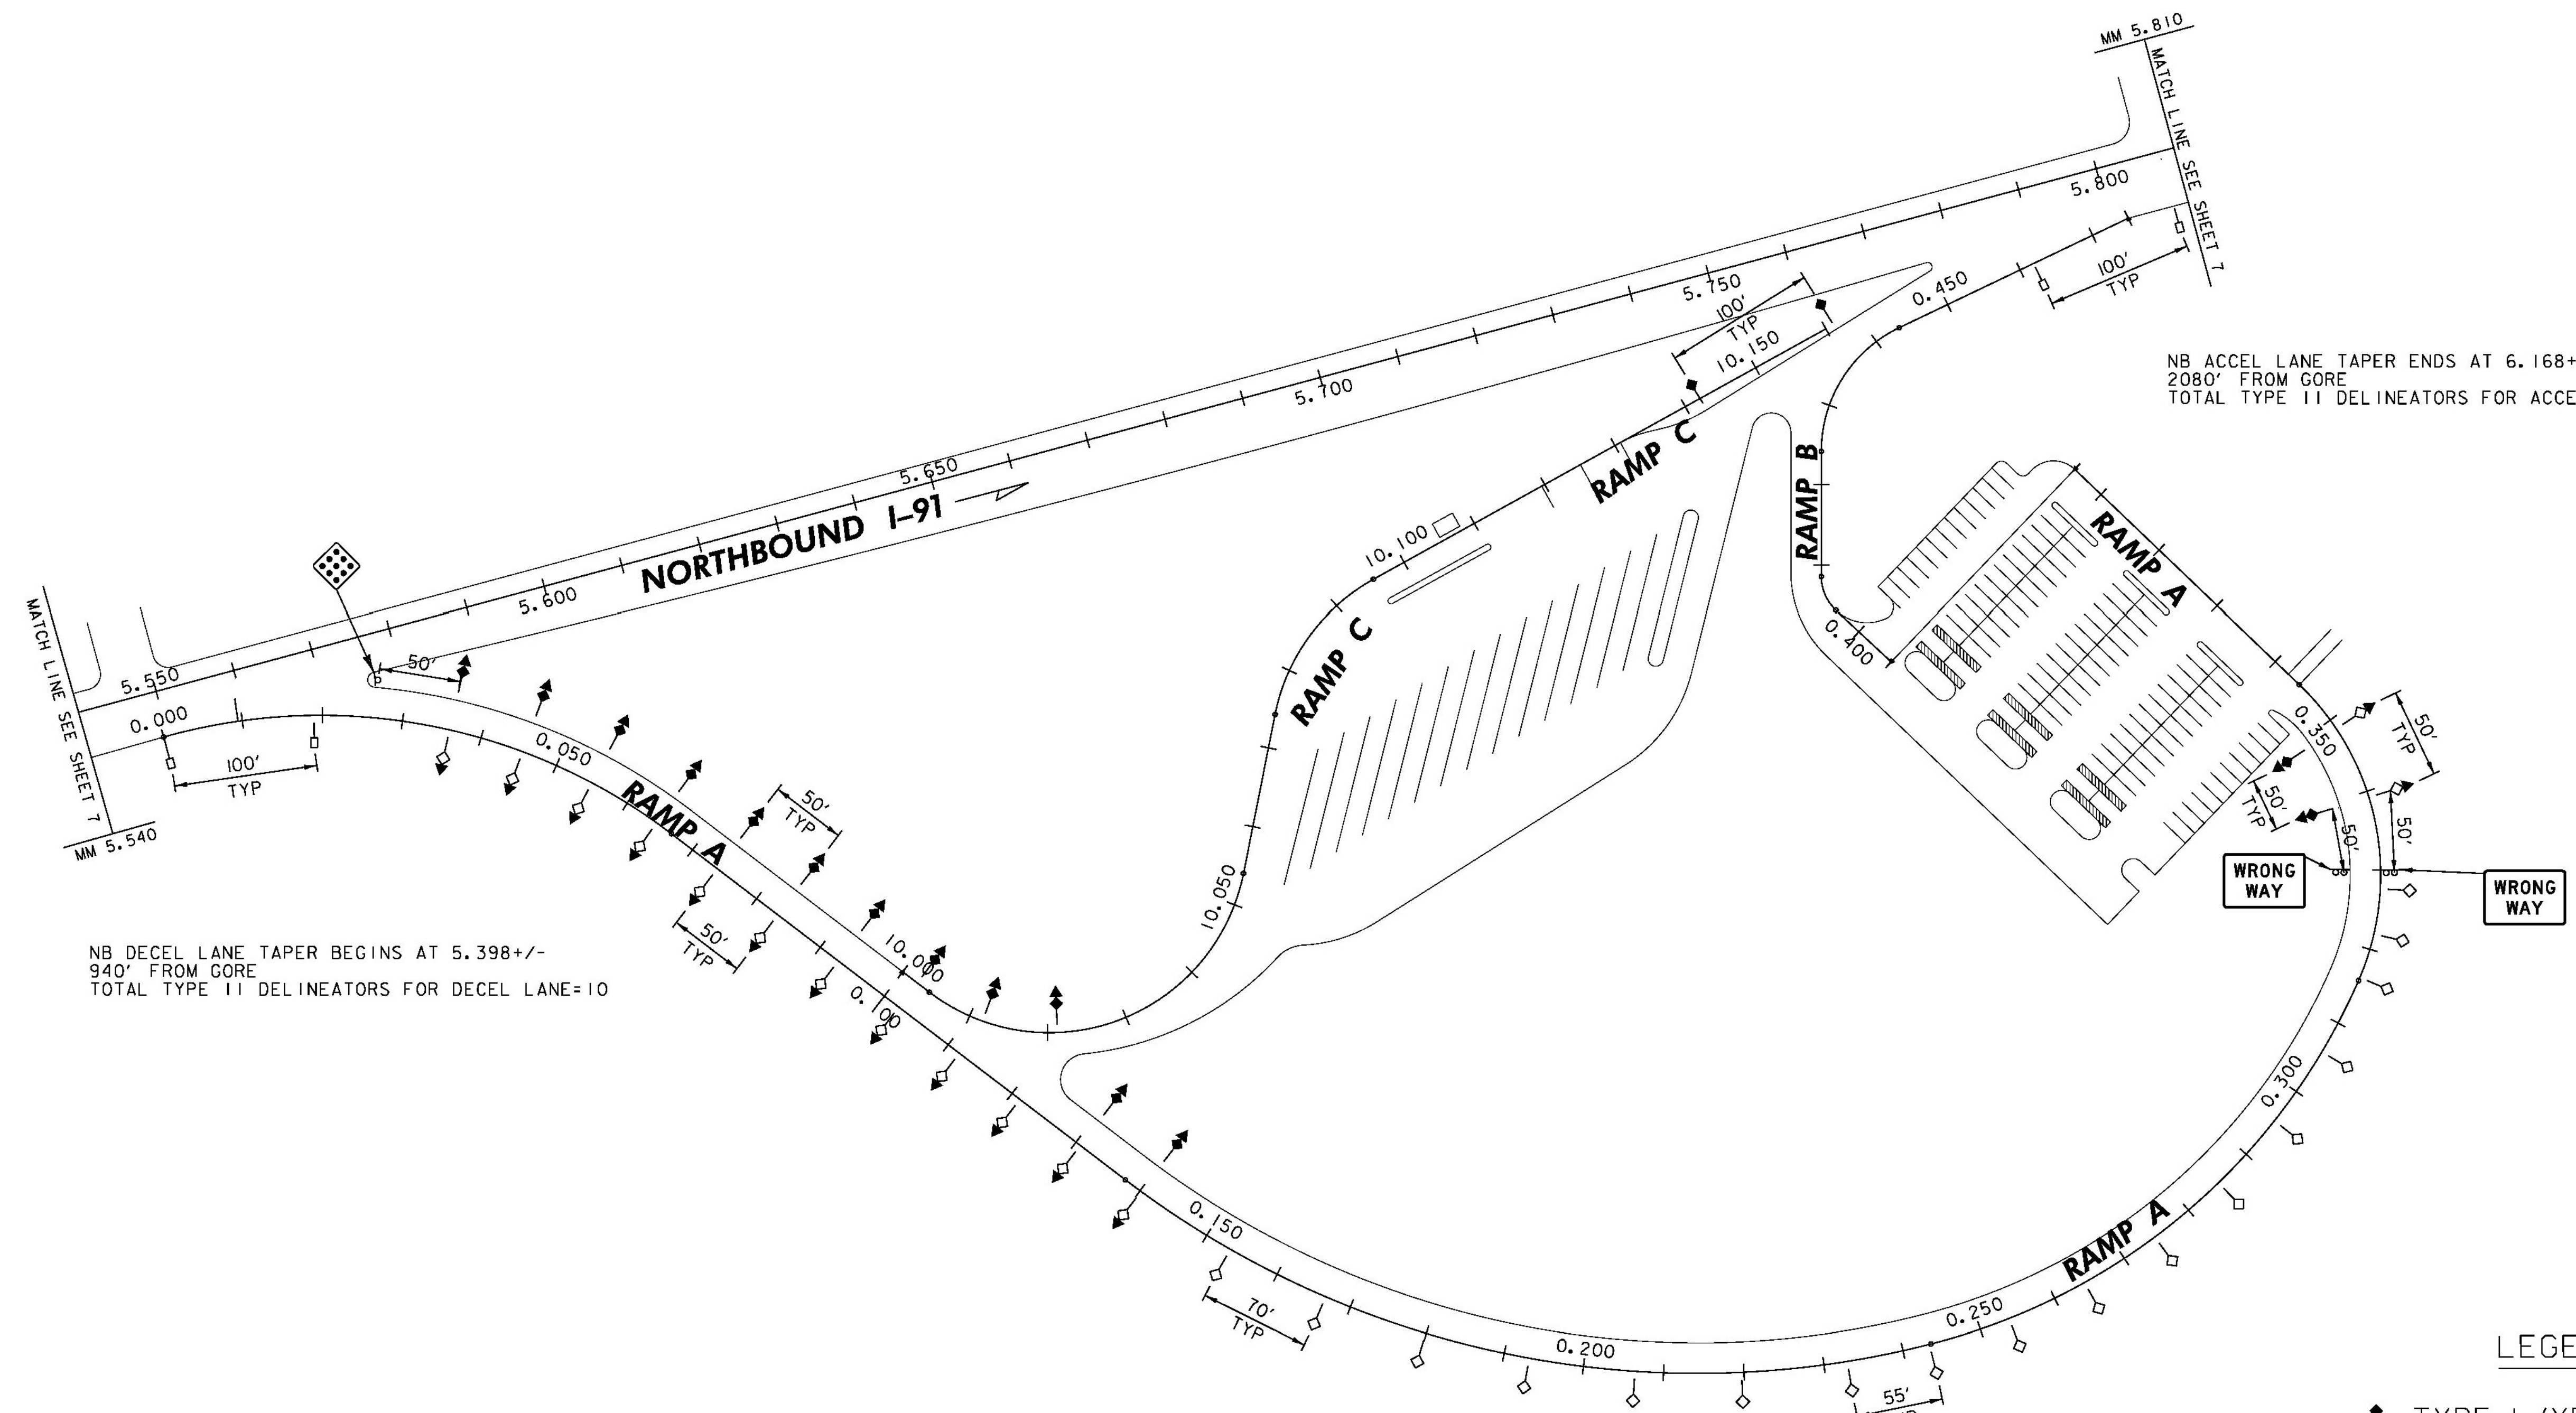 MM 5.810
MATCH LINE SEE SHEET 7
5.800
5.750
100'
TYP
10.150
0.450
100'
TYP
NB ACCEL LANE TAPER ENDS AT 6.168+
2080' FROM GORE
TOTAL TYPE II DELINEATORS FOR ACCE
5.700
RAMP C
RAMP B
5.650
NORTHBOUND I-91
10.100
RAMP A
5.600
0.400
RAMP C
MATCH LINE SEE SHEET 7
5.550
0.000
50'
100'
TYP
0.050
RAMP A
50'
TYP
MM 5.540
0.350
50'
TYP
50'
TYP
50'
50'
WRONG
WAY
WRONG
WAY
10.050
NB DECEL LANE TAPER BEGINS AT 5.398+/-
940' FROM GORE
TOTAL TYPE II DELINEATORS FOR DECEL LANE=10
50'
TYP
10.000
0.100
0.300
0.150
RAMP A
70'
TYP
0.200
0.250
55'
LEGE